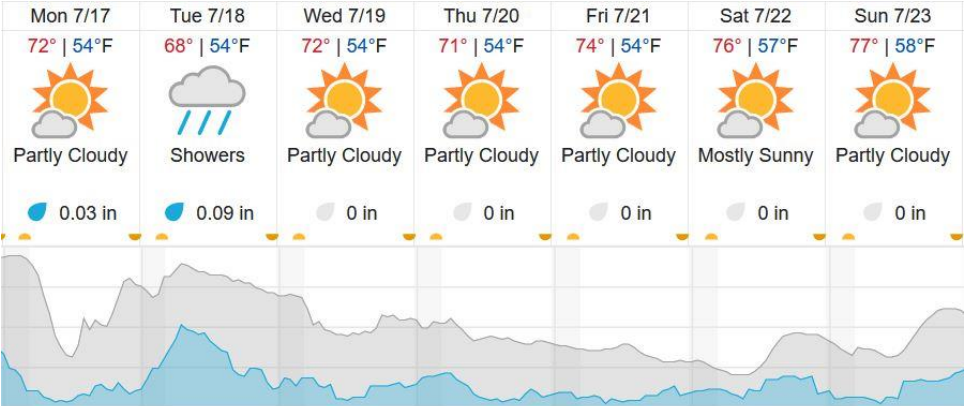 Mon 7/17 Tue 7/18 Wed 7/19 Thu 7/20 Fri 7/21 Sat 7/22 Sun 7/23
72° | 54°F 68° | 54°F 72° | 54°F 71° | 54°F 74° | 54°F 76° | 57°F 77° | 58°F
Partly Cloudy Showers Partly Cloudy Partly Cloudy Partly Cloudy Mostly Sunny Partly Cloudy
0.03 in 0.09 in 0 in 0 in 0 in 0 in 0 in